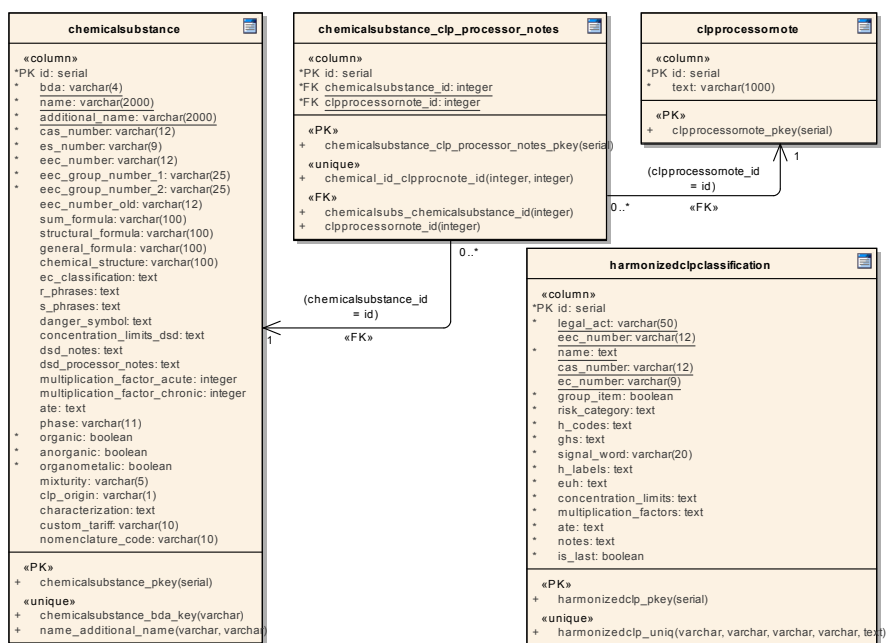 chemicalsubstance
«column»
*PK id: serial
* bda: varchar(4)
* name: varchar(2000)
* additional_name: varchar(2000)
* cas_number: varchar(12)
* es_number: varchar(9)
* eec_number: varchar(12)
* eec_group_number_1: varchar(25)
* eec_group_number_2: varchar(25)
eec_number_old: varchar(12)
sum_formula: varchar(100)
structural_formula: varchar(100)
general_formula: varchar(100)
chemical_structure: varchar(100)
ec_classification: text
r_phrases: text
s_phrases: text
danger_symbol: text
concentration_limits_dsd: text
dsd_notes: text
dsd_processor_notes: text
multiplication_factor_acute: integer
multiplication_factor_chronic: integer
ate: text
phase: varchar(11)
* organic: boolean
* anorganic: boolean
* organometalic: boolean
mixturity: varchar(5)
clp_origin: varchar(1)
characterization: text
custom_tariff: varchar(10)
nomenclature_code: varchar(10)
«PK»
+ chemicalsubstance_pkey(serial)
«unique»
+ chemicalsubstance_bda_key(varchar)
+ name_additional_name(varchar, varchar)
chemicalsubstance_clp_processor_notes
«column»
*PK id: serial
*FK chemicalsubstance_id: integer
*FK clpprocessornote_id: integer
«PK»
+ chemicalsubstance_clp_processor_notes_pkey(serial)
«unique»
+ chemical_id_clpprocnote_id(integer, integer)
«FK»
+ chemicalsubs_chemicalsubstance_id(integer)
+ clpprocessornote_id(integer)
clpprocessornote
«column»
*PK id: serial
* text: varchar(1000)
«PK»
+ clpprocessornote_pkey(serial)
1
(clpprocessornote_id
= id)
0..*
«FK»
0..*
(chemicalsubstance_id
= id)
1
«FK»
harmonizedclpclassification
«column»
*PK id: serial
* legal_act: varchar(50)
eec_number: varchar(12)
* name: text
cas_number: varchar(12)
ec_number: varchar(9)
* group_item: boolean
* risk_category: text
* h_codes: text
* ghs: text
* signal_word: varchar(20)
* h_labels: text
* euh: text
* concentration_limits: text
* multiplication_factors: text
* ate: text
* notes: text
* is_last: boolean
«PK»
+ harmonizedclp_pkey(serial)
«unique»
+ harmonizedclp_uniq(varchar, varchar, varchar, varchar, text)